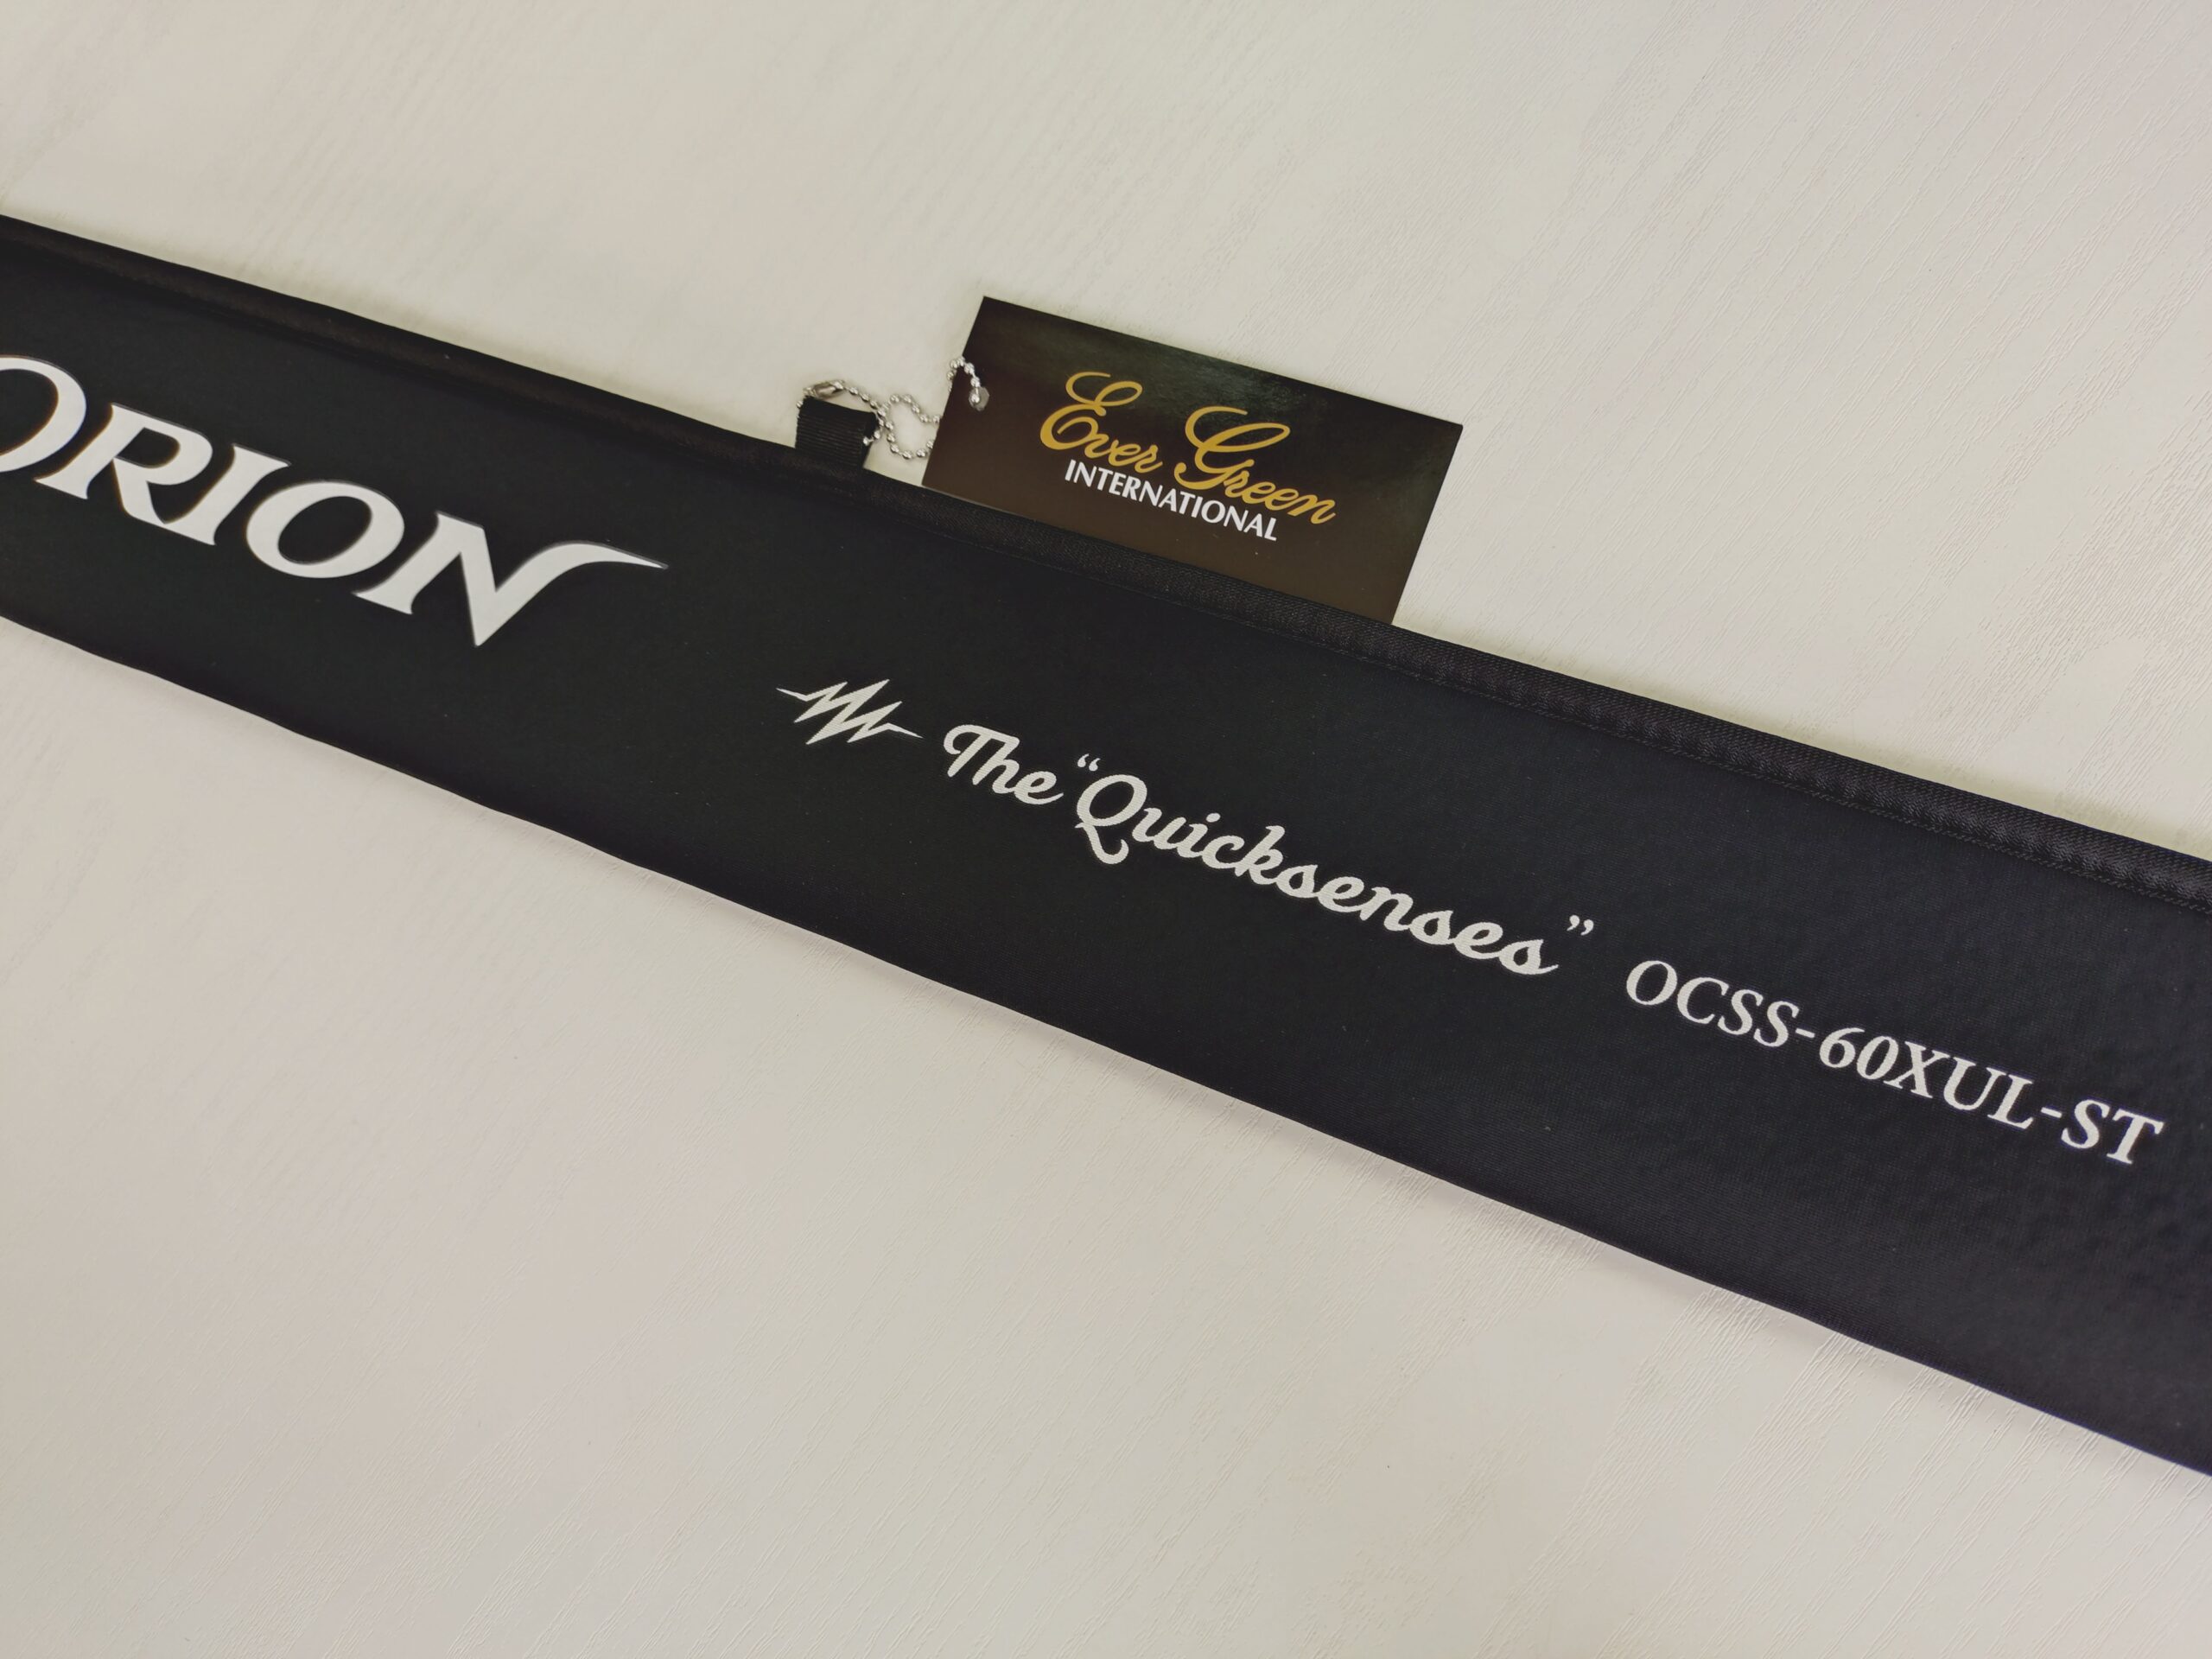 Ever Green
INTERNATIONAL
ORION
The “Quicksenses” OCSS-60XUL-ST